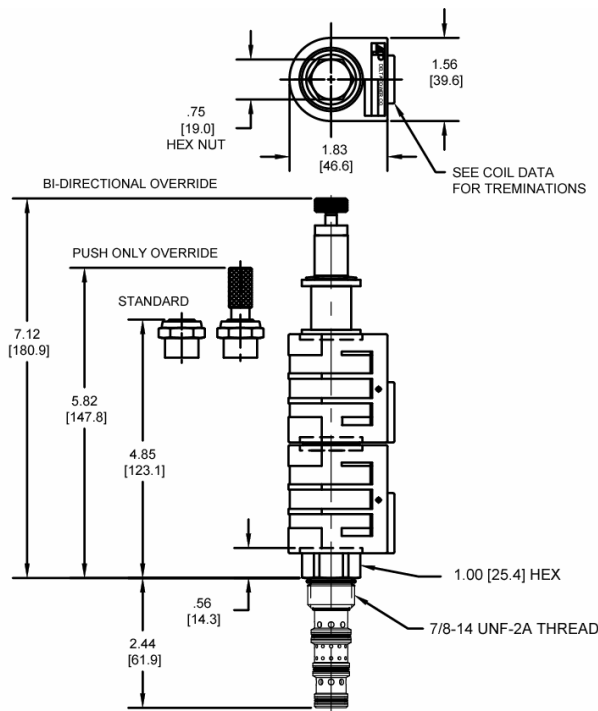 1.56
[39.6]
.75
[19.0]
HEX NUT
1.83
[46.6]
SEE COIL DATA
FOR TREMINATIONS
BI-DIRECTIONAL OVERRIDE
PUSH ONLY OVERRIDE
STANDARD
7.12
[180.9]
5.82
[147.8]
4.85
[123.1]
1.00 [25.4] HEX
.56
[14.3]
7/8-14 UNF-2A THREAD
2.44
[61.9]